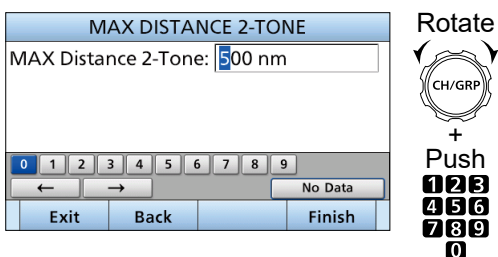 MAX DISTANCE 2-TONE
MAX Distance 2-Tone: 500 nm
0 1 2 3 4 5 6 7 8 9
← → No Data
Exit Back Finish
Rotate
CH/GRP
+
Push
1 2 3
4 5 6
7 8 9
0